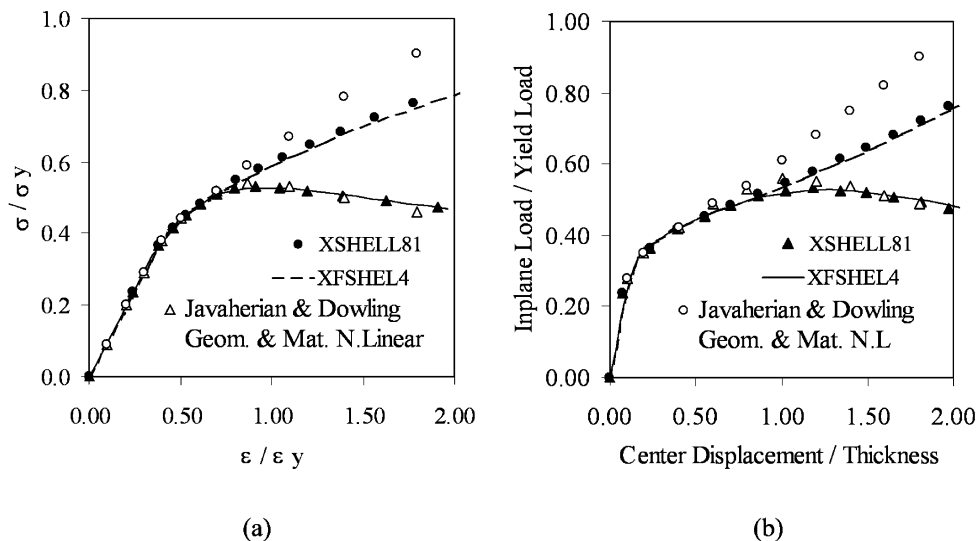 1.0
0.8
0.6
0.4
0.2
0.0
σ / σ y
XSHELL81
XFSHEL4
Javaherian & Dowling
Geom. & Mat. N.Linear
0.00 0.50 1.00 1.50 2.00
ε / ε y
(a)
1.00
0.80
0.60
0.40
0.20
0.00
Inplane Load / Yield Load
XSHELL81
XFSHEL4
Javaherian & Dowling
Geom. & Mat. N.L
0.00 0.50 1.00 1.50 2.00
Center Displacement / Thickness
(b)